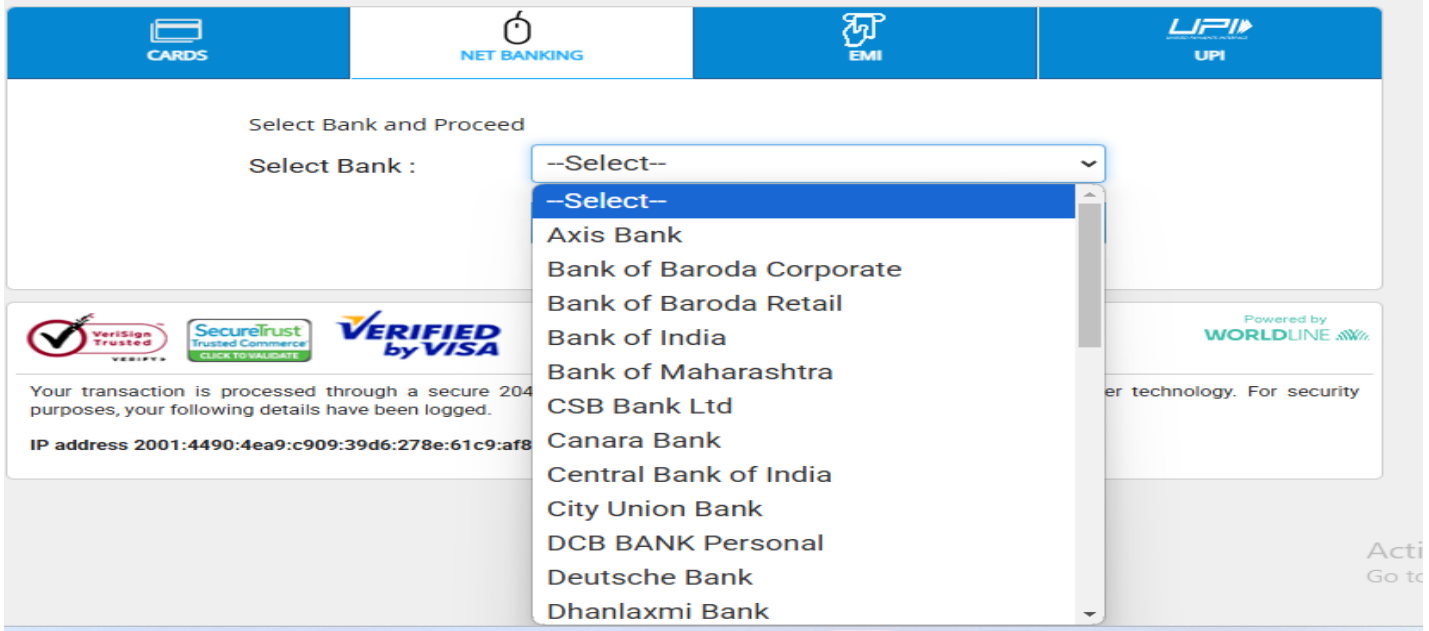 CARDS
NET BANKING
EMI
UPI
UPI
Select Bank and Proceed
Select Bank :
--Select--
--Select--
Axis Bank
Bank of Baroda Corporate
Bank of Baroda Retail
Bank of India
Bank of Maharashtra
CSB Bank Ltd
Canara Bank
Central Bank of India
City Union Bank
DCB BANK Personal
Deutsche Bank
Dhanlaxmi Bank
VeriSign
Trusted
VERIFY
SecureTrust
Trusted Commerce
CLICK TO VALIDATE
VERIFIED
by VISA
Powered by
WORLDLINE
Your transaction is processed through a secure 204 er technology. For security
purposes, your following details have been logged.
IP address 2001:4490:4ea9:c909:39d6:278e:61c9:af8
Acti
Go to